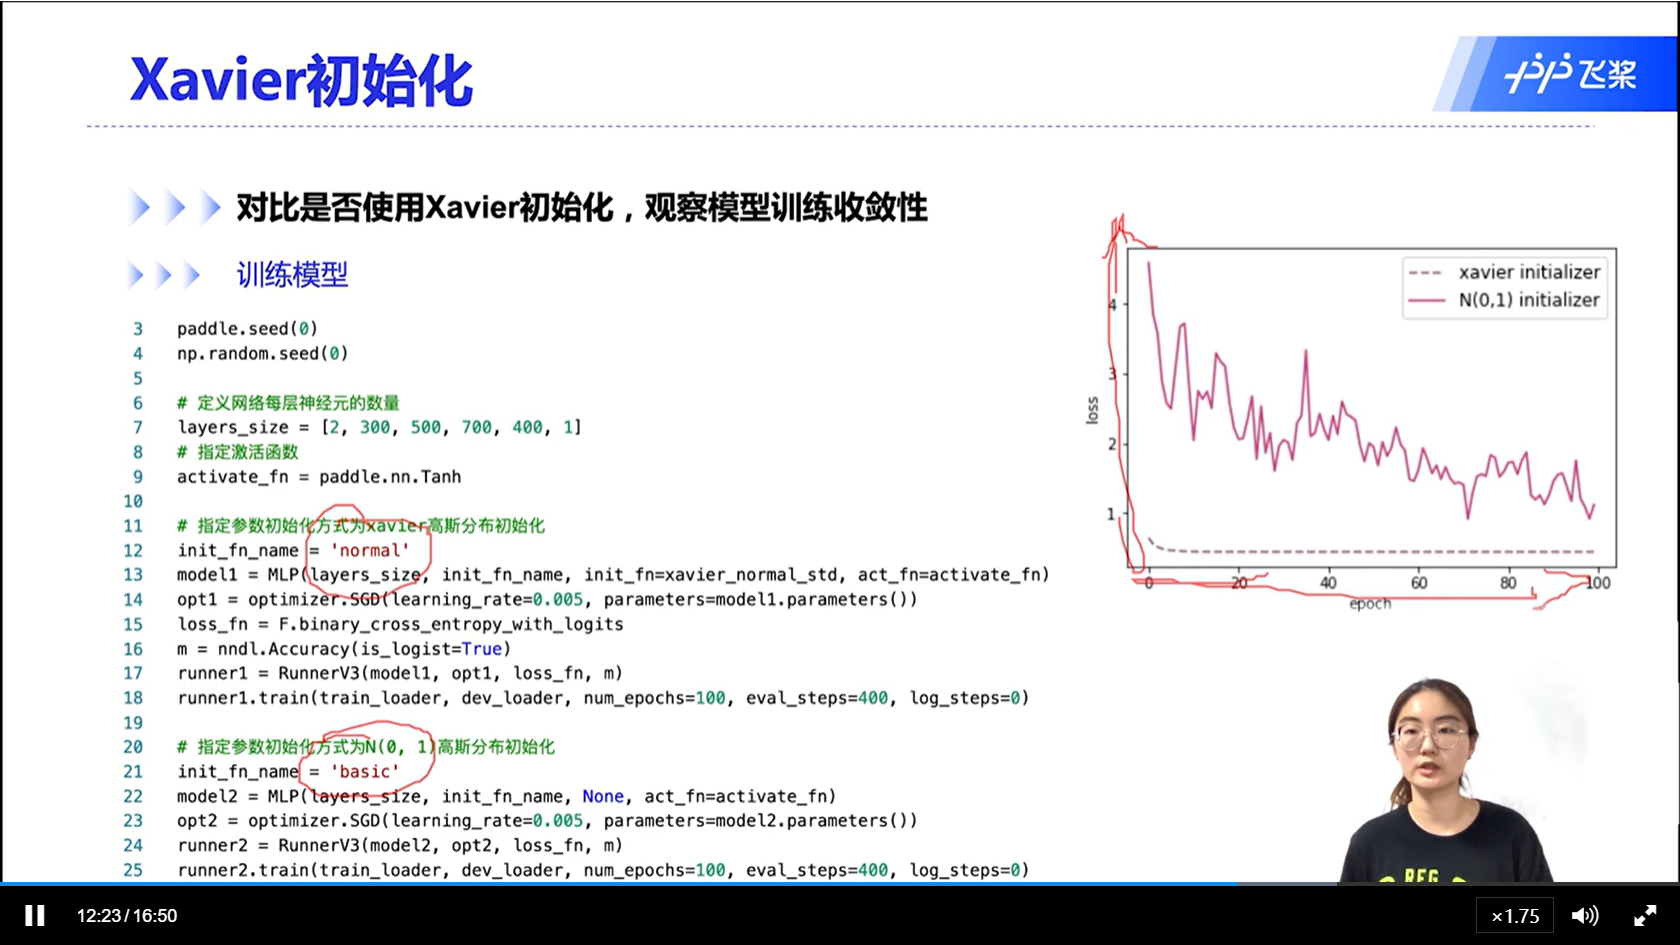 Xavier初始化
飞桨
对比是否使用Xavier初始化，观察模型训练收敛性
训练模型
3 paddle.seed(0)
4 np.random.seed(0)
5
6 # 定义网络每层神经元的数量
7 layers_size = [2, 300, 500, 700, 400, 1]
8 # 指定激活函数
9 activate_fn = paddle.nn.Tanh
10
11 # 指定参数初始化方式为xavier高斯分布初始化
12 init_fn_name = 'normal'
13 model1 = MLP(layers_size, init_fn_name, init_fn=xavier_normal_std, act_fn=activate_fn)
14 opt1 = optimizer.SGD(learning_rate=0.005, parameters=model1.parameters())
15 loss_fn = F.binary_cross_entropy_with_logits
16 m = nndl.Accuracy(is_logist=True)
17 runner1 = RunnerV3(model1, opt1, loss_fn, m)
18 runner1.train(train_loader, dev_loader, num_epochs=100, eval_steps=400, log_steps=0)
19
20 # 指定参数初始化方式为N(0, 1)高斯分布初始化
21 init_fn_name = 'basic'
22 model2 = MLP(layers_size, init_fn_name, None, act_fn=activate_fn)
23 opt2 = optimizer.SGD(learning_rate=0.005, parameters=model2.parameters())
24 runner2 = RunnerV3(model2, opt2, loss_fn, m)
25 runner2.train(train_loader, dev_loader, num_epochs=100, eval_steps=400, log_steps=0)
xavier initializer
N(0,1) initializer
4
3
2
1
loss
0 20 40 60 80 100
epoch
REG
12:23/16:50
×1.75